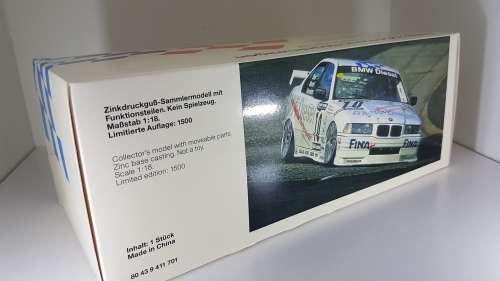 Zinkdruckguß-Sammlermodell mit
Funktionsteilen. Kein Spielzeug.
Maßstab 1:18.
Limitierte Auflage: 1500
Collector's model with moveable parts.
Zinc base casting. Not a toy.
Scale 1:18.
Limited edition: 1500
Inhalt: 1 Stück
Made in China
80 43 9 411 701
BMW Diesel
10
FINA
FINA